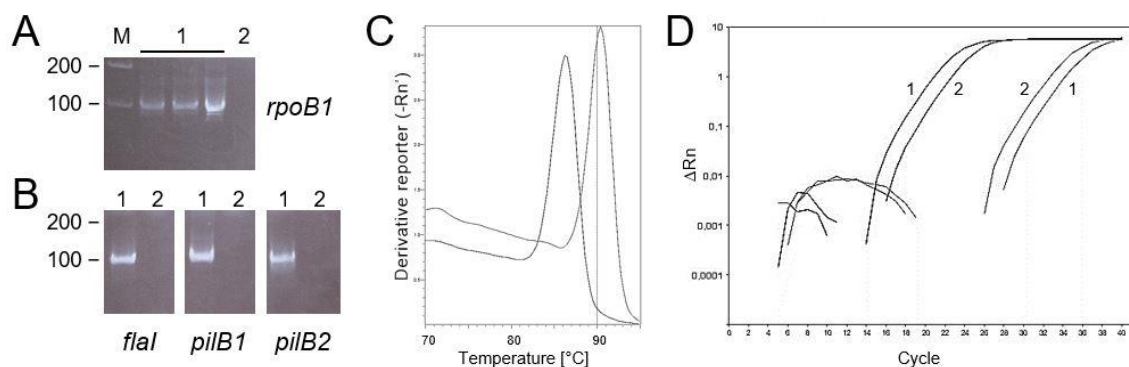 A
M 1 2
200 –
100 –
rpoB1
B
1 2 1 2 1 2
200 –
100 –
flaI pilB1 pilB2
C
Derivative reporter (-Rn')
70 80 90
Temperature [°C]
D
ΔRn
10
1
0,1
0,01
0,001
0,0001
1 2 2 1
0 2 4 6 8 10 12 14 16 18 20 22 24 26 28 30 32 34 36 38 40
Cycle